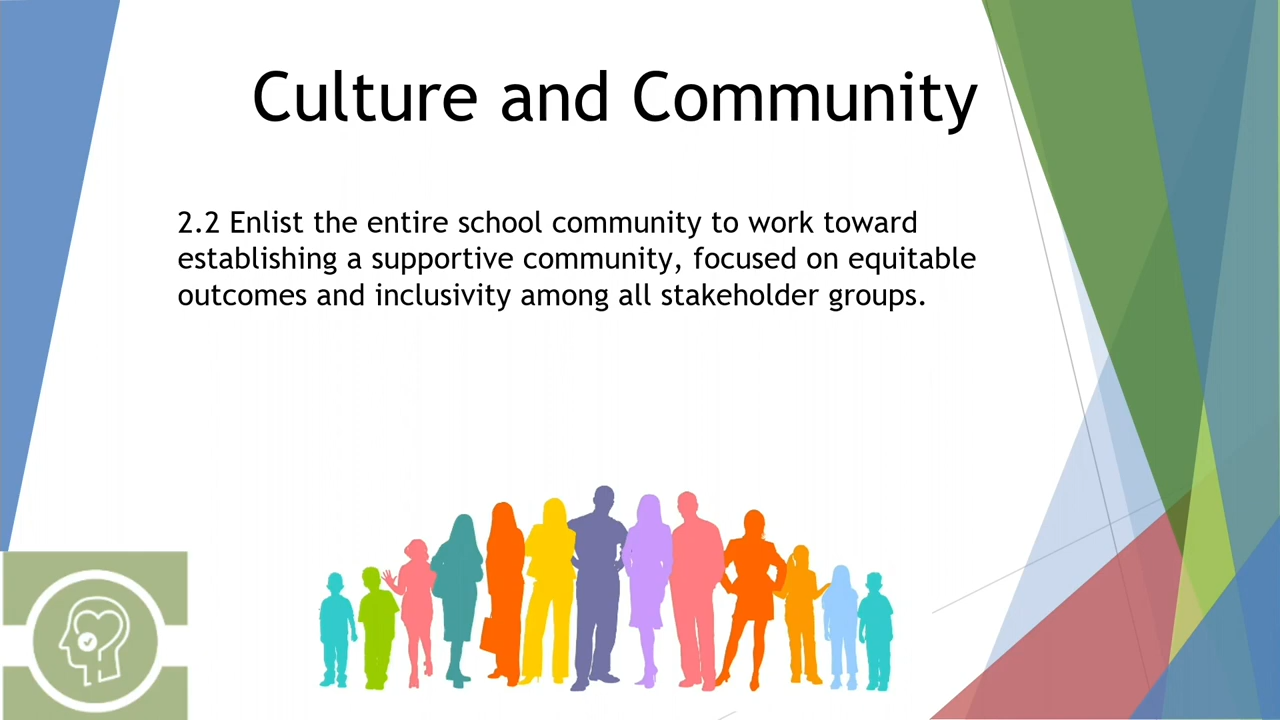 Culture and Community
2.2 Enlist the entire school community to work toward
establishing a supportive community, focused on equitable
outcomes and inclusivity among all stakeholder groups.